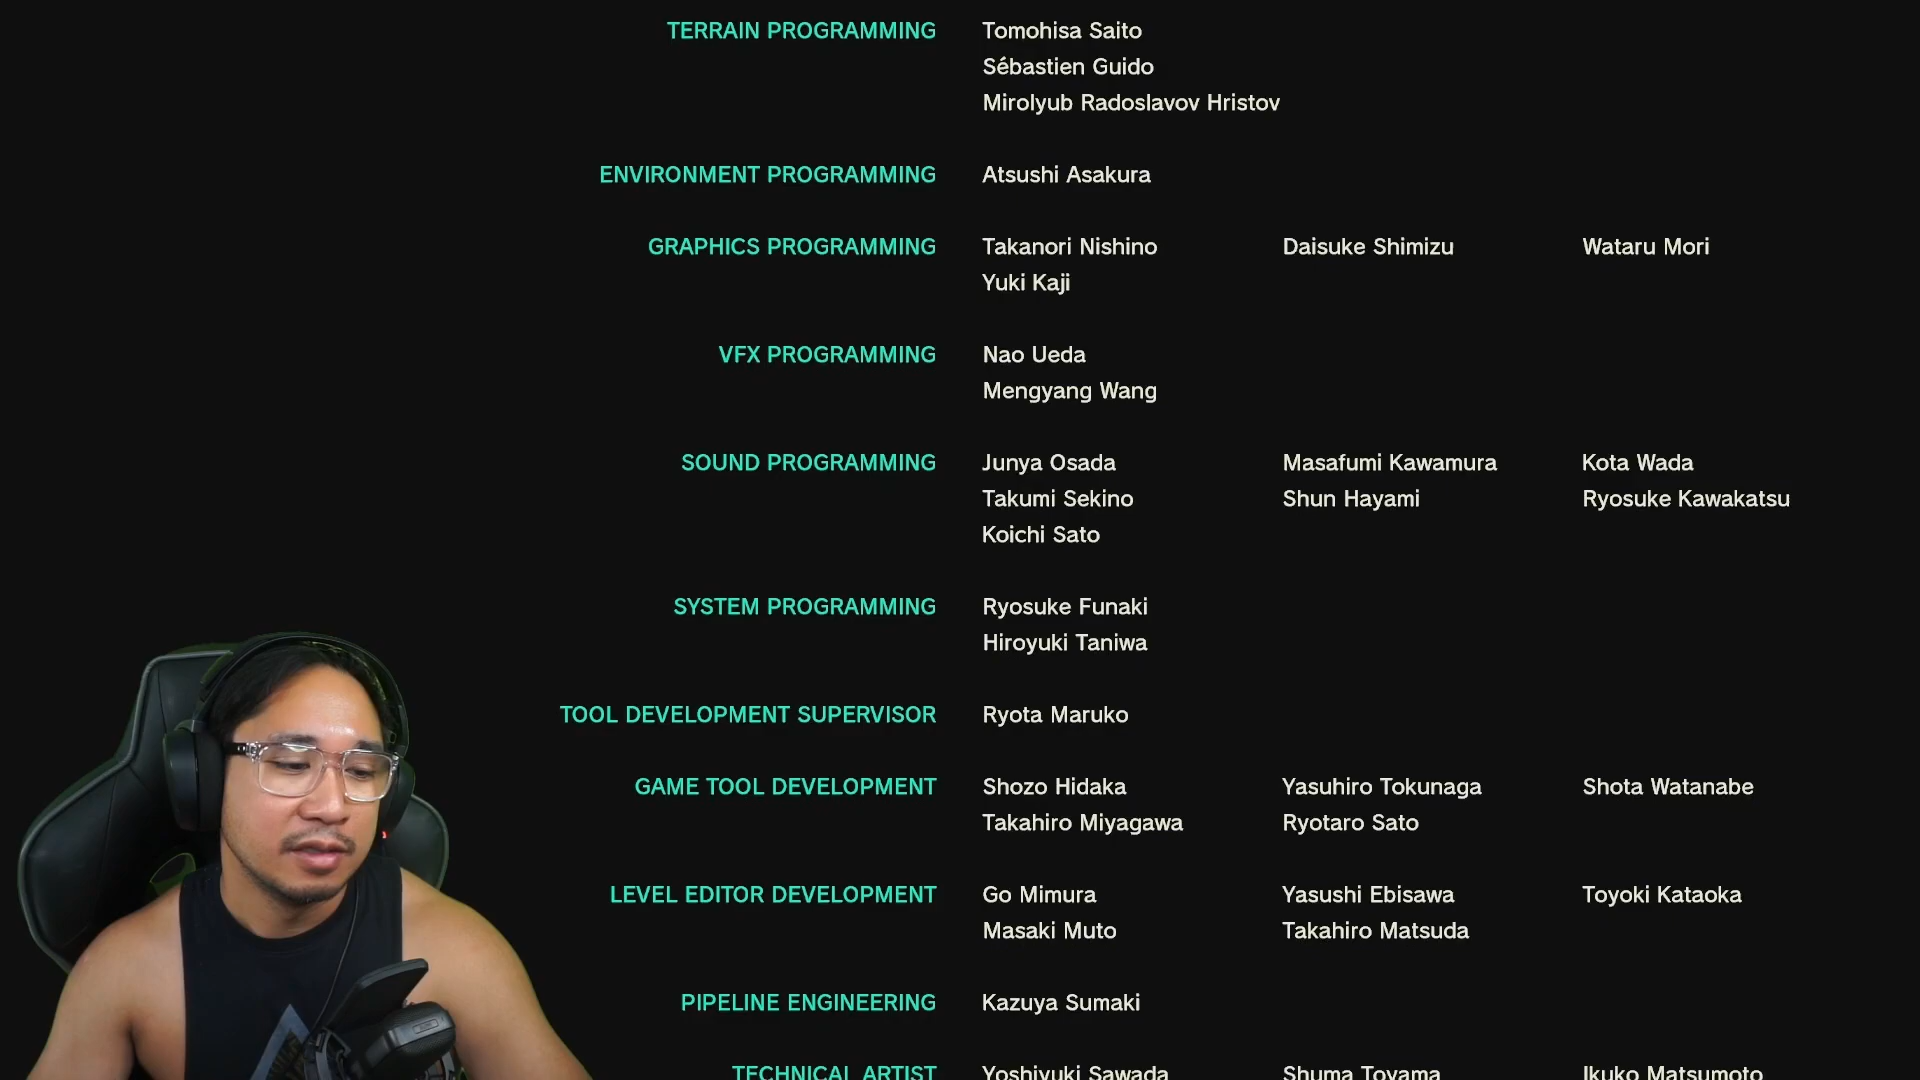 TERRAIN PROGRAMMING Tomohisa Saito
Sébastien Guido
Mirolyub Radoslavov Hristov
ENVIRONMENT PROGRAMMING Atsushi Asakura
GRAPHICS PROGRAMMING Takanori Nishino Daisuke Shimizu Wataru Mori
Yuki Kaji
VFX PROGRAMMING Nao Ueda
Mengyang Wang
SOUND PROGRAMMING Junya Osada Masafumi Kawamura Kota Wada
Takumi Sekino Shun Hayami Ryosuke Kawakatsu
Koichi Sato
SYSTEM PROGRAMMING Ryosuke Funaki
Hiroyuki Taniwa
TOOL DEVELOPMENT SUPERVISOR Ryota Maruko
GAME TOOL DEVELOPMENT Shozo Hidaka Yasuhiro Tokunaga Shota Watanabe
Takahiro Miyagawa Ryotaro Sato
LEVEL EDITOR DEVELOPMENT Go Mimura Yasushi Ebisawa Toyoki Kataoka
Masaki Muto Takahiro Matsuda
PIPELINE ENGINEERING Kazuya Sumaki
TECHNICAL ARTIST Yoshiyuki Sawada Shuma Toyama Ikuko Matsumoto